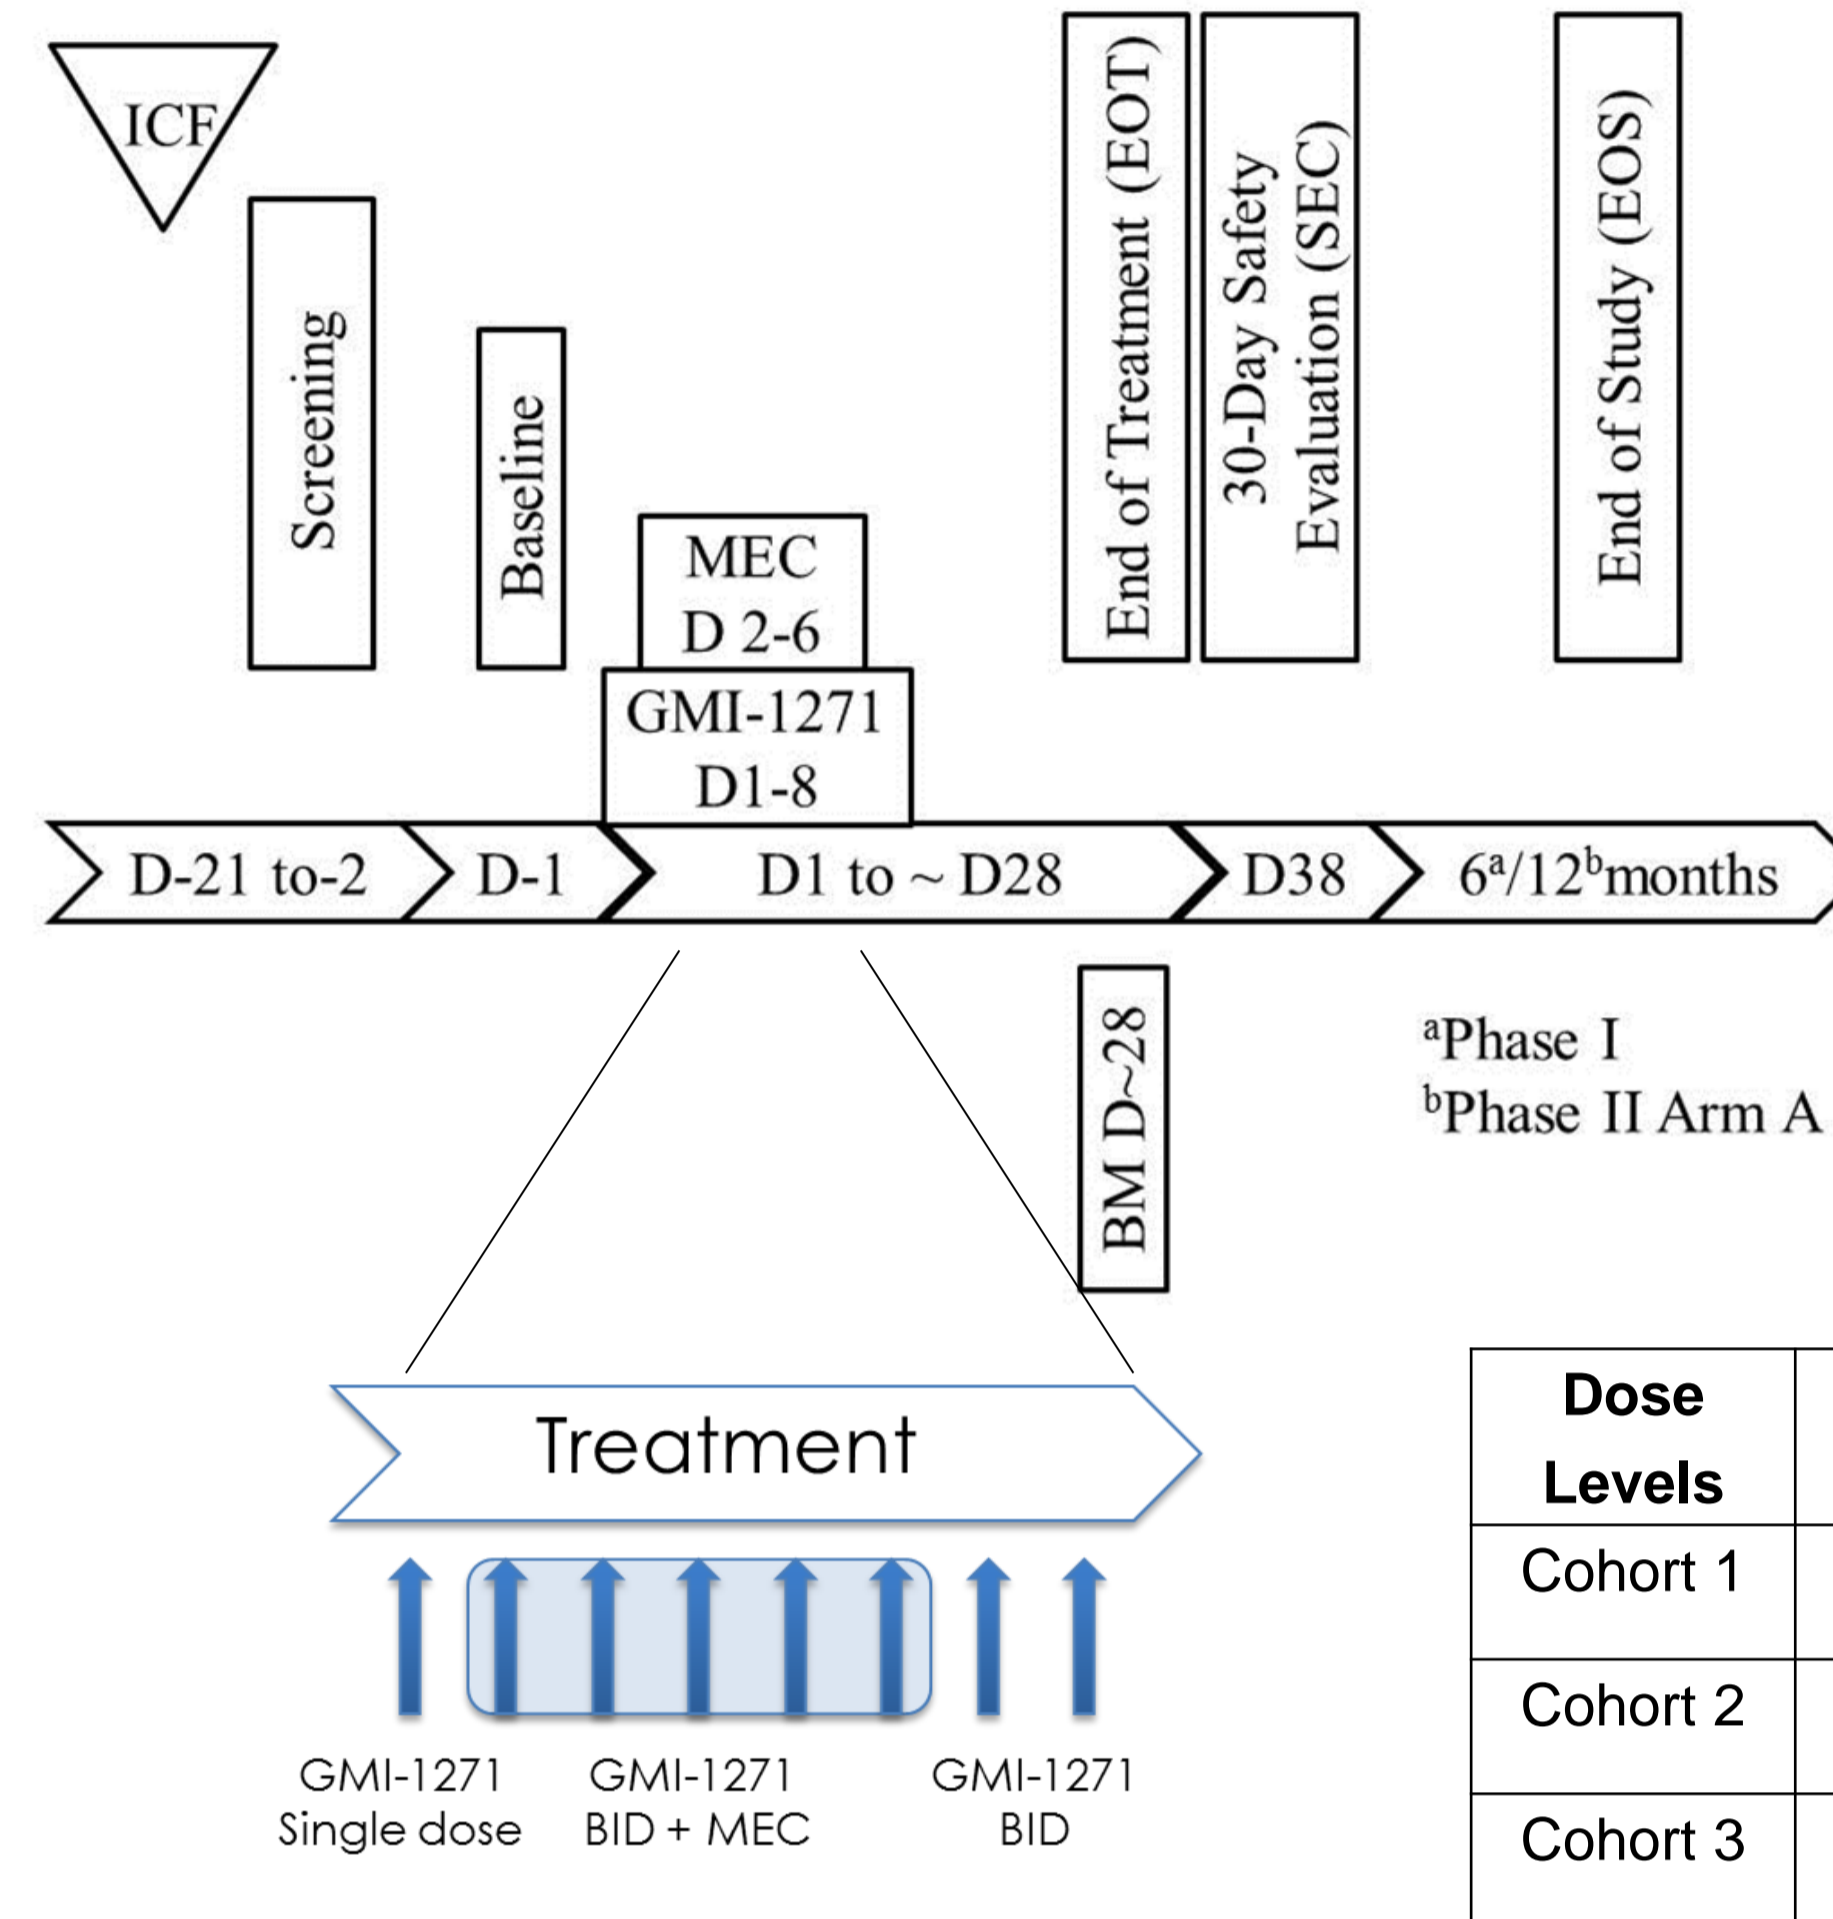 ICF
Screening
Baseline
MEC
D 2-6
GMI-1271
D1-8
End of Treatment (EOT)
30-Day Safety
Evaluation (SEC)
End of Study (EOS)
D-21 to-2
D-1
D1 to ~ D28
D38
6ᵃ/12ᵇmonths
BM D~28
ᵃPhase I
ᵇPhase II Arm A
Treatment
GMI-1271
Single dose
GMI-1271
BID + MEC
GMI-1271
BID
Dose
Levels
Cohort 1
Cohort 2
Cohort 3